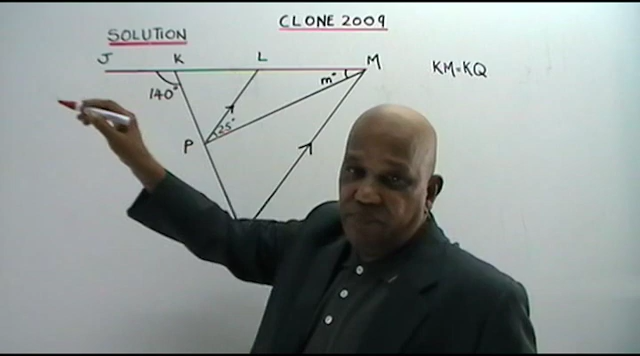 CLONE 2009
SOLUTION
J K L M
m° KM=KQ
140°
25°
P